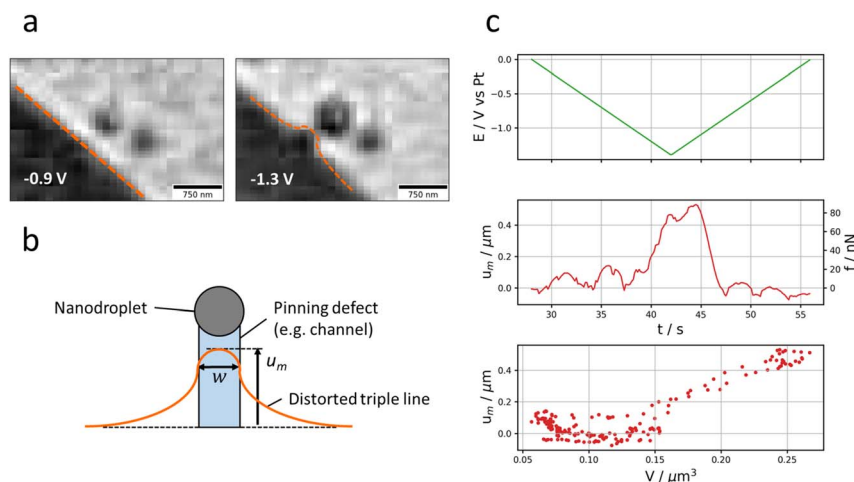 a
-0.9 V
750 nm
-1.3 V
750 nm
b
Nanodroplet
Pinning defect
(e.g. channel)
w
u_m
Distorted triple line
c
E / V vs Pt
0.0
−0.5
−1.0
u_m / μm
0.4
0.2
0.0
80
60
40
20
0
f / nN
30 35 40 45 50 55
t / s
u_m / μm
0.4
0.2
0.0
0.05 0.10 0.15 0.20 0.25
V / μm³